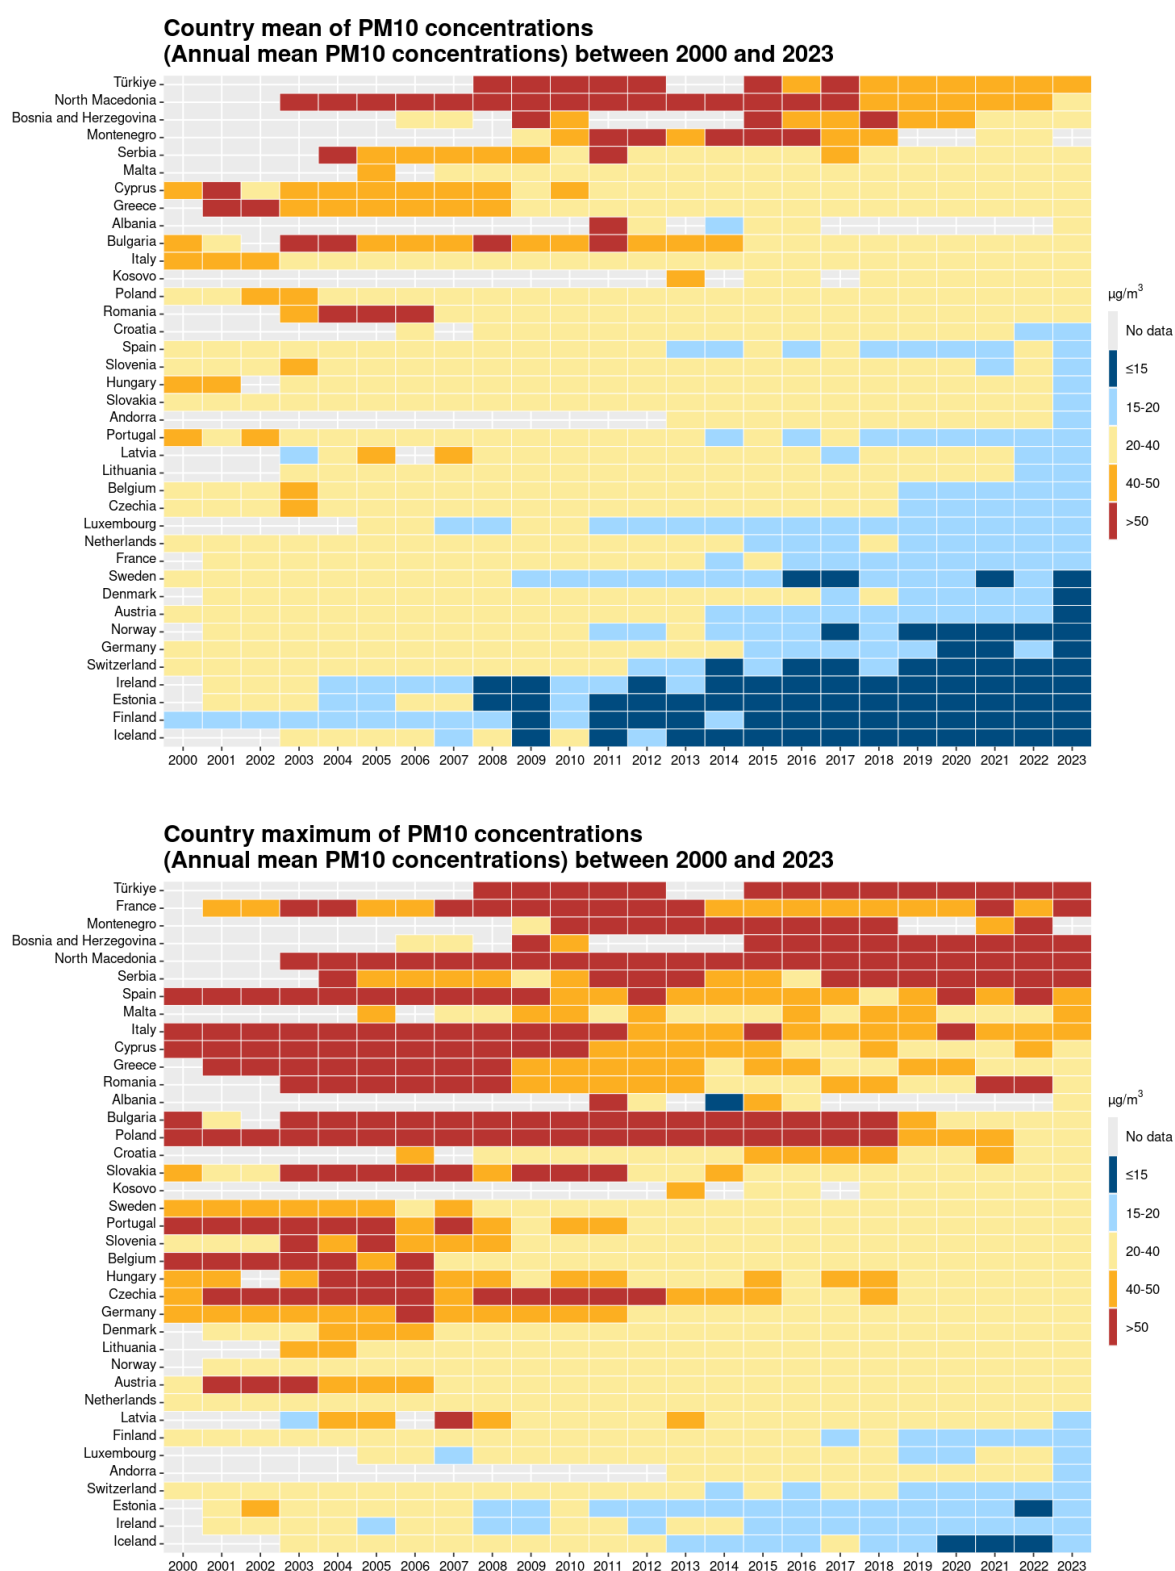 Country mean of PM10 concentrations
(Annual mean PM10 concentrations) between 2000 and 2023
Türkiye
North Macedonia
Bosnia and Herzegovina
Montenegro
Serbia
Malta
Cyprus
Greece
Albania
Bulgaria
Italy
Kosovo
Poland
Romania
Croatia
Spain
Slovenia
Hungary
Slovakia
Andorra
Portugal
Latvia
Lithuania
Belgium
Czechia
Luxembourg
Netherlands
France
Sweden
Denmark
Austria
Norway
Germany
Switzerland
Ireland
Estonia
Finland
Iceland
2000 2001 2002 2003 2004 2005 2006 2007 2008 2009 2010 2011 2012 2013 2014 2015 2016 2017 2018 2019 2020 2021 2022 2023
µg/m³
No data
≤15
15-20
20-40
40-50
>50
Country maximum of PM10 concentrations
(Annual mean PM10 concentrations) between 2000 and 2023
Türkiye
France
Montenegro
Bosnia and Herzegovina
North Macedonia
Serbia
Spain
Malta
Italy
Cyprus
Greece
Romania
Albania
Bulgaria
Poland
Croatia
Slovakia
Kosovo
Sweden
Portugal
Slovenia
Belgium
Hungary
Czechia
Germany
Denmark
Lithuania
Norway
Austria
Netherlands
Latvia
Finland
Luxembourg
Andorra
Switzerland
Estonia
Ireland
Iceland
2000 2001 2002 2003 2004 2005 2006 2007 2008 2009 2010 2011 2012 2013 2014 2015 2016 2017 2018 2019 2020 2021 2022 2023
µg/m³
No data
≤15
15-20
20-40
40-50
>50